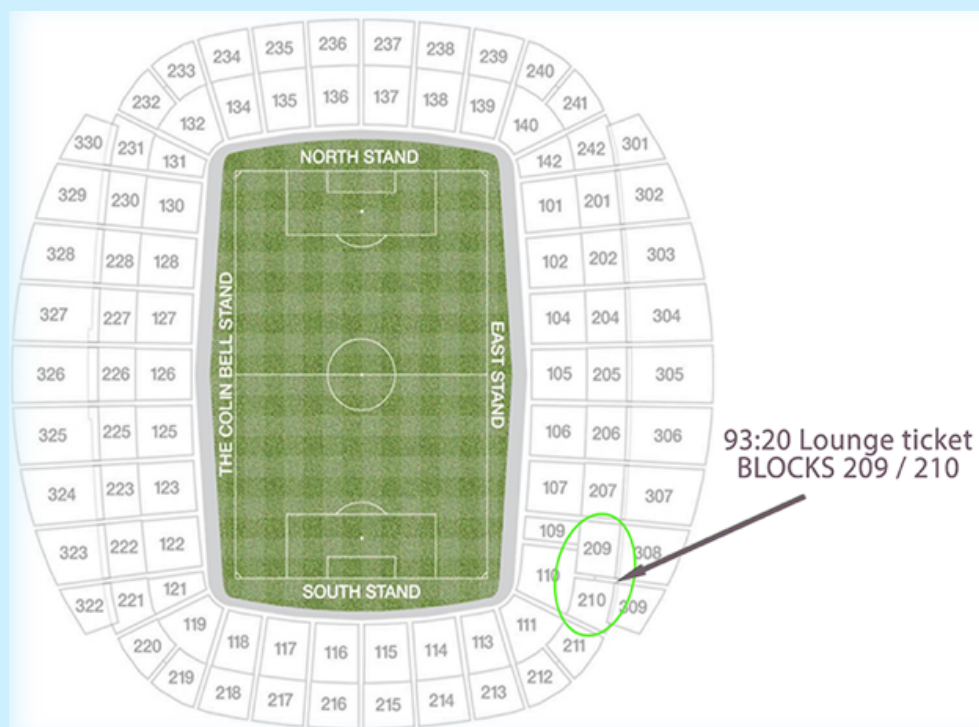 234 235 236 237 238 239
233 240
232 134 135 136 137 138 139 241
132 140
330 231 131 NORTH STAND 142 242 301
329 230 130 101 201 302
328 228 128 102 202 303
327 227 127 104 204 304
THE COLIN BELL STAND
EAST STAND
326 226 126 105 205 305
325 225 125 106 206 306
93:20 Lounge ticket
BLOCKS 209 / 210
324 223 123 107 207 307
323 222 122 109 209 308
110
322 221 121 SOUTH STAND 210 309
220 119 118 117 116 115 114 113 111 211
219 218 217 216 215 214 213 212